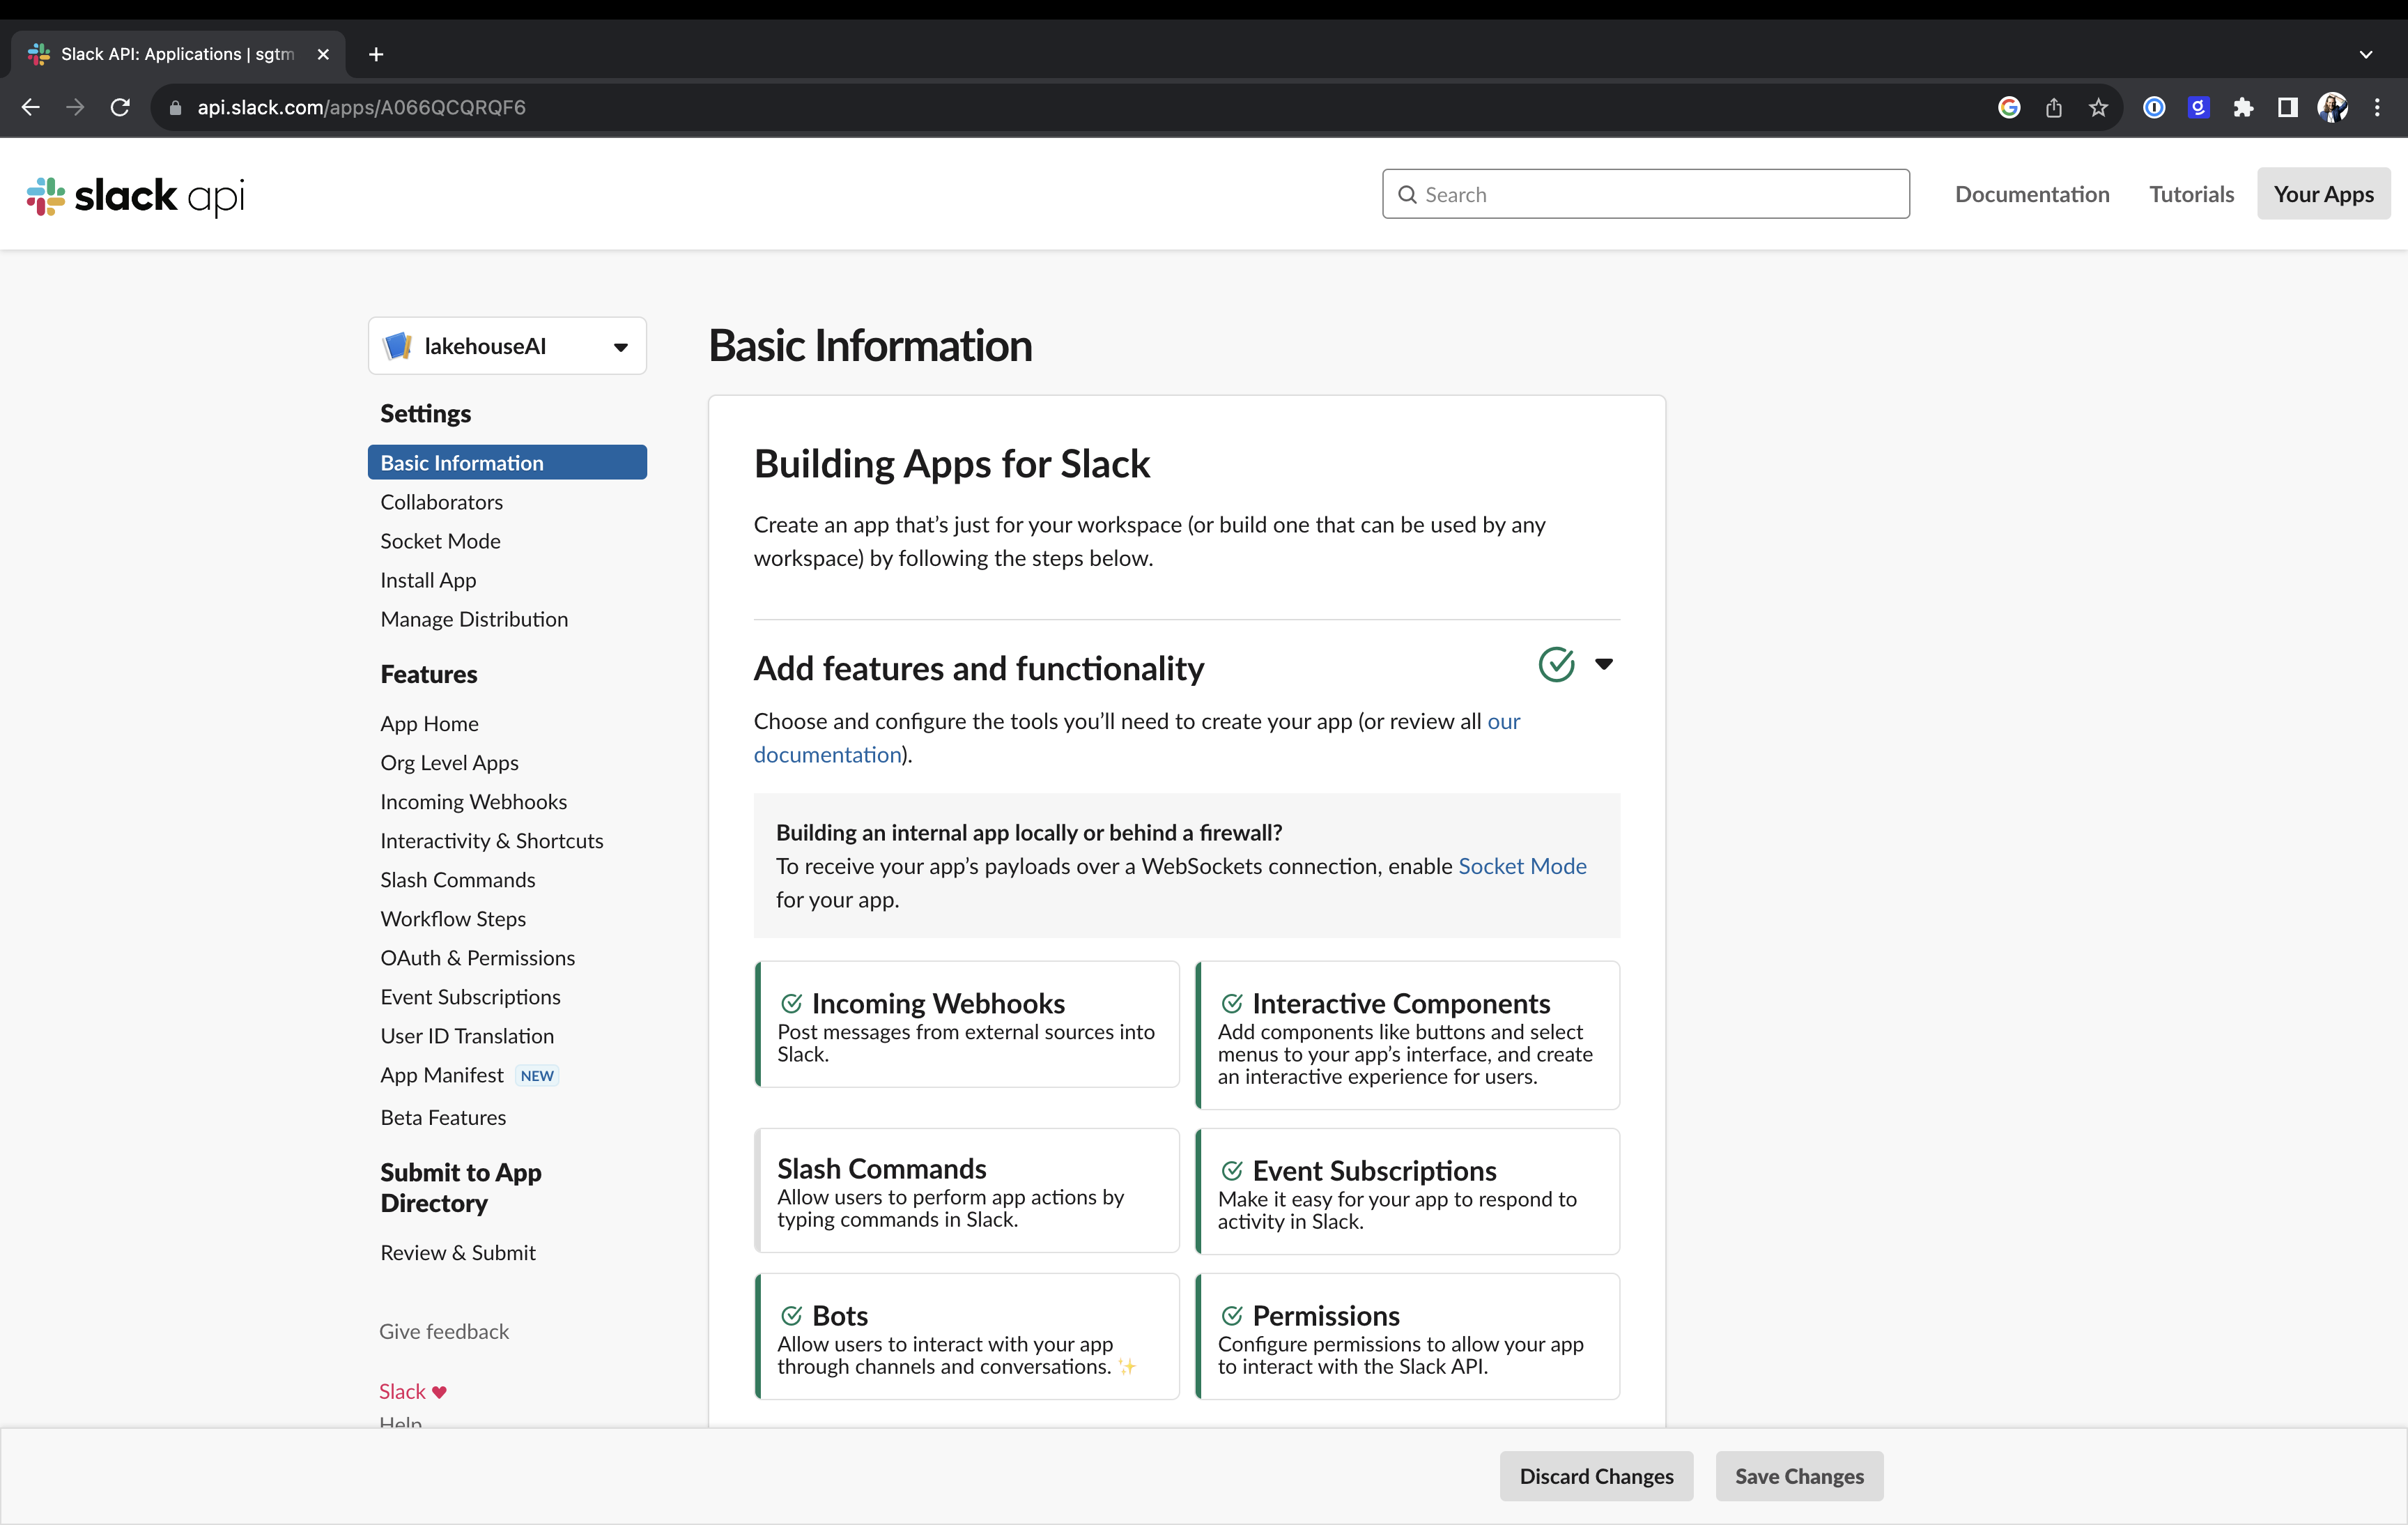 Slack API: Applications | sgtm
api.slack.com/apps/A066QCQRQF6
slack api
Search
Documentation
Tutorials
Your Apps
lakehouseAI
Settings
Basic Information
Collaborators
Socket Mode
Install App
Manage Distribution
Features
App Home
Org Level Apps
Incoming Webhooks
Interactivity & Shortcuts
Slash Commands
Workflow Steps
OAuth & Permissions
Event Subscriptions
User ID Translation
App Manifest NEW
Beta Features
Submit to App
Directory
Review & Submit
Give feedback
Slack ♥
Help
Basic Information
Building Apps for Slack
Create an app that’s just for your workspace (or build one that can be used by any
workspace) by following the steps below.
Add features and functionality
Choose and configure the tools you’ll need to create your app (or review all our
documentation).
Building an internal app locally or behind a firewall?
To receive your app’s payloads over a WebSockets connection, enable Socket Mode
for your app.
Incoming Webhooks
Post messages from external sources into
Slack.
Interactive Components
Add components like buttons and select
menus to your app’s interface, and create
an interactive experience for users.
Slash Commands
Allow users to perform app actions by
typing commands in Slack.
Event Subscriptions
Make it easy for your app to respond to
activity in Slack.
Bots
Allow users to interact with your app
through channels and conversations. ✨
Permissions
Configure permissions to allow your app
to interact with the Slack API.
Discard Changes
Save Changes